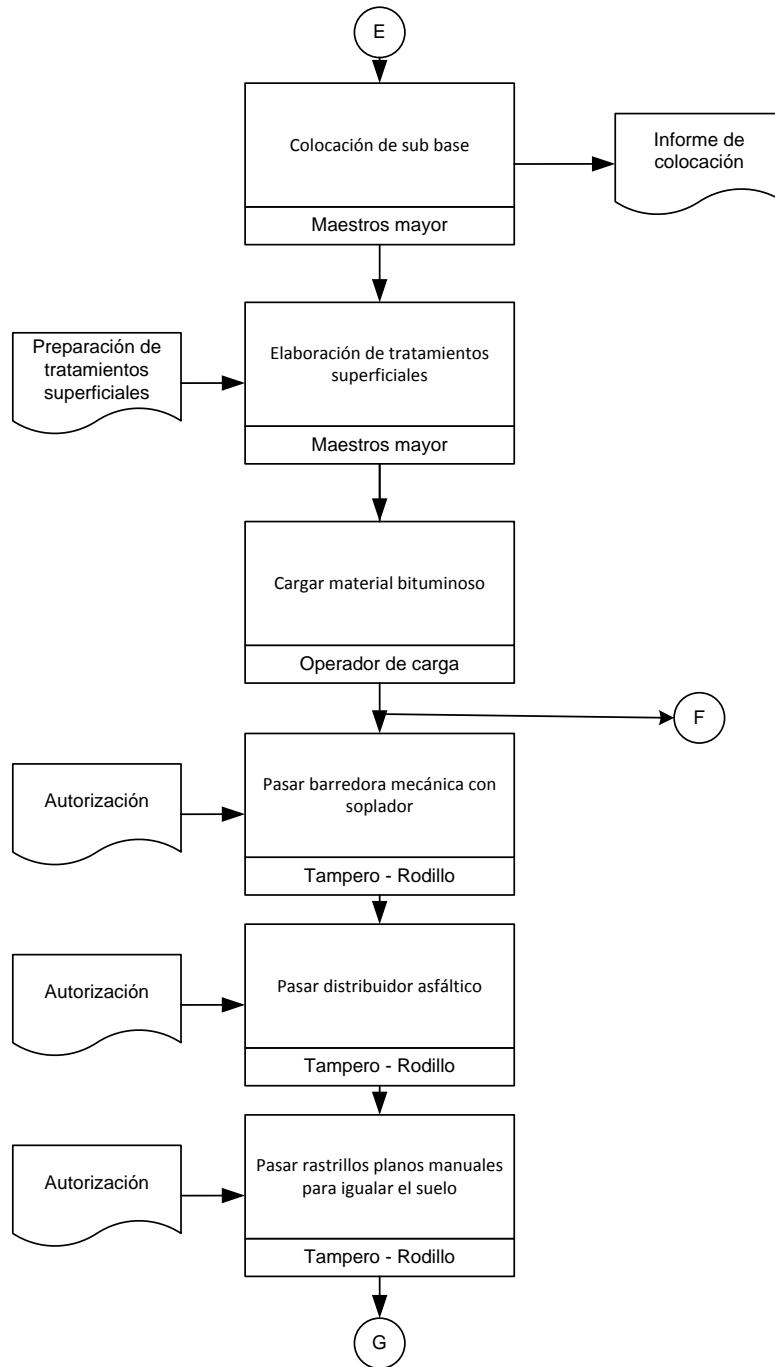 E
Colocación de sub base
Maestros mayor
Informe de
colocación
Preparación de
tratamientos
superficiales
Elaboración de tratamientos
superficiales
Maestros mayor
Cargar material bituminoso
Operador de carga
F
Autorización
Pasar barredora mecánica con
soplador
Tampero - Rodillo
Autorización
Pasar distribuidor asfáltico
Tampero - Rodillo
Autorización
Pasar rastrillos planos manuales
para igualar el suelo
Tampero - Rodillo
G